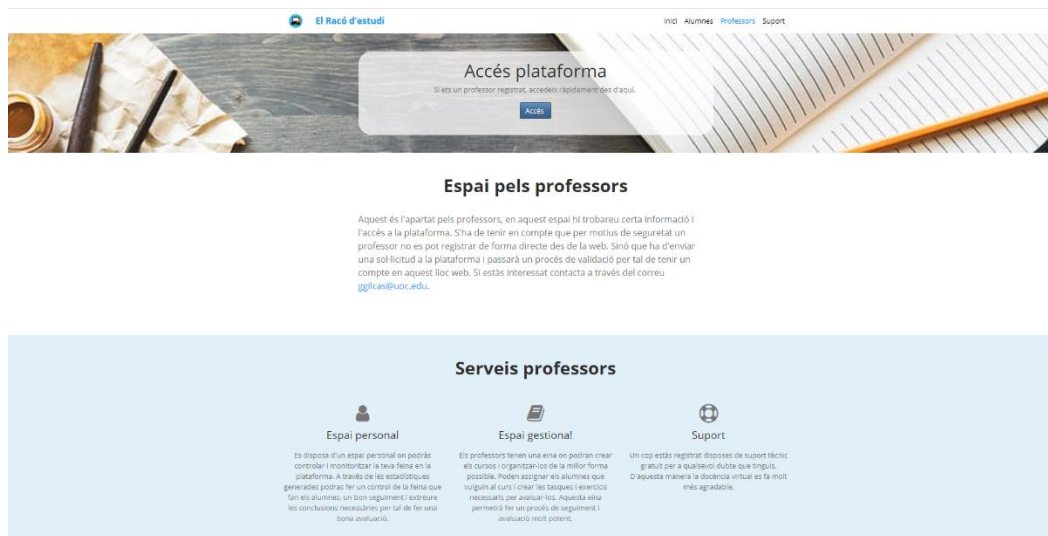 El Racó d'estudi
Inici Alumnes Professors Suport
Accés plataforma
Si ets un professor registrat, accedeix ràpidament des d'aquí.
Accés
Espai pels professors
Aquest és l'apartat pels professors, en aquest espai hi trobareu certa informació i
l'accés a la plataforma. S'ha de tenir en compte que per motius de seguretat un
professor no es pot registrar de forma directe des de la web. Sinó que ha d'enviar
una sol·licitud a la plataforma i passarà un procés de validació per tal de tenir un
compte en aquest lloc web. Si estàs interessat contacta a través del correu
ggilcas@uoc.edu.
Serveis professors
Espai personal
Es disposa d'un espai personal on podràs
controlar i monitoritzar la teva feina en la
plataforma. A través de les estadístiques
generades podras fer un control de la feina que
fan els alumnes, un bon seguiment i extreure
les conclusions necessàries per tal de fer una
bona avaluació.
Espai gestional
Els professors tenen una eina on podran crear
els cursos i organitzar-los de la millor forma
possible. Poden assignar els alumnes que
vulguin al curs i crear les tasques i exercicis
necessaris per avaluar-los. Aquesta eina
permetrà fer un procés de seguiment i
avaluació molt potent.
Suport
Un cop estàs registrat disposes de suport tècnic
gratuït per a qualsevol dubte que tinguis.
D'aquesta manera la docència virtual es fa molt
més agradable.